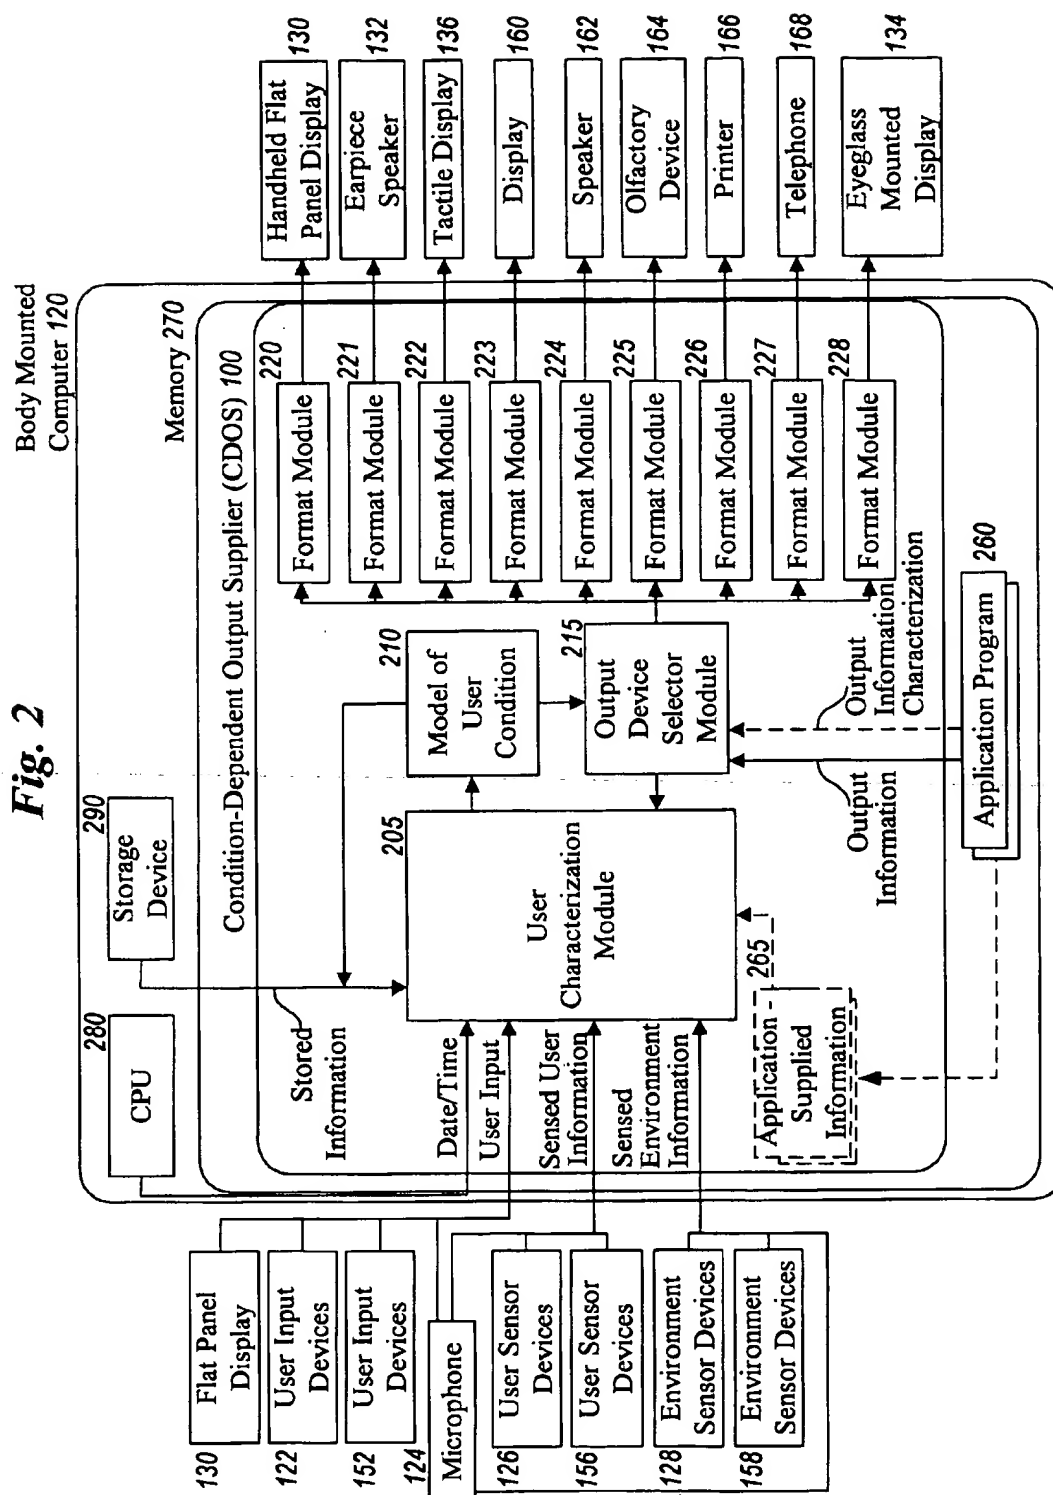 Fig. 2
Body Mounted
Computer 120
Memory 270
Condition-Dependent Output Supplier (CDOS) 100
280
CPU
290
Storage
Device
Stored
Information
Date/Time
User Input
Sensed User
Information
Sensed
Environment
Information
130
Flat Panel
Display
122
User Input
Devices
152
User Input
Devices
124
Microphone
126
User Sensor
Devices
156
User Sensor
Devices
128
Environment
Sensor Devices
158
Environment
Sensor Devices
205
User
Characterization
Module
210
Model of
User
Condition
215
Output
Device
Selector
Module
265
Application -
Supplied
Information
Output
Information
Output
Information
Characterization
Application Program
260
220
Format Module
221
Format Module
222
Format Module
223
Format Module
224
Format Module
225
Format Module
226
Format Module
227
Format Module
228
Format Module
Handheld Flat
Panel Display
130
Earpiece
Speaker
132
Tactile Display
136
Display
160
Speaker
162
Olfactory
Device
164
Printer
166
Telephone
168
Eyeglass
Mounted
Display
134